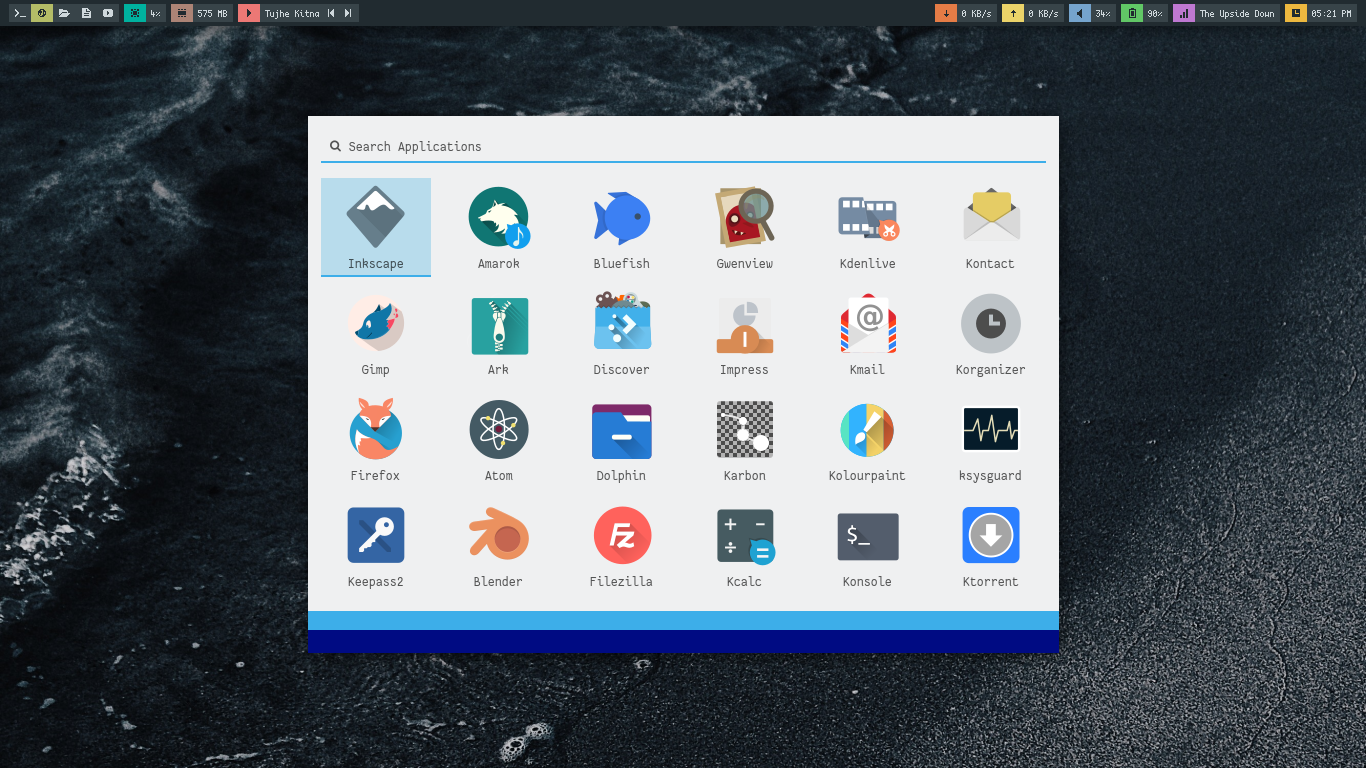 4% 575 MB Tujhe Kitna 0 KB/s 0 KB/s 34% 90% The Upside Down 05:21 PM
Search Applications
Inkscape Amarok Bluefish Gwenview Kdenlive Kontact
Gimp Ark Discover Impress Kmail Korganizer
Firefox Atom Dolphin Karbon Kolourpaint ksysguard
$_
Keepass2 Blender Filezilla Kcalc Konsole Ktorrent